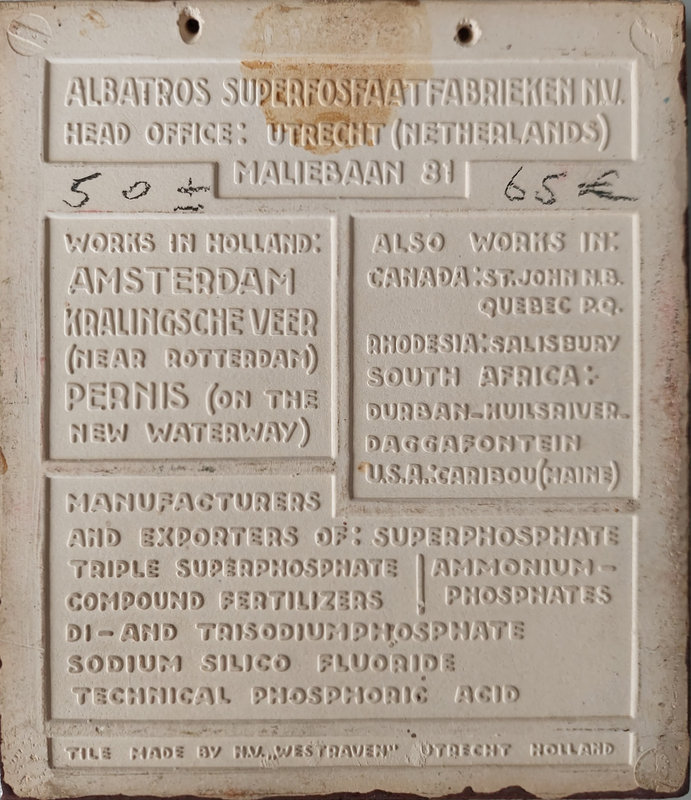 ALBATROS SUPERFOSFAATFABRIEKEN N.V.
HEAD OFFICE: UTRECHT (NETHERLANDS)
MALIEBAAN 81
50 ± 65 €
WORKS IN HOLLAND:
AMSTERDAM
KRALINGSCHE VEER
(NEAR ROTTERDAM)
PERNIS (ON THE
NEW WATERWAY)
ALSO WORKS IN:
CANADA: ST. JOHN N.B.
QUEBEC P.Q.
RHODESIA: SALISBURY
SOUTH AFRICA:
DURBAN-KUILSRIVER-
DAGGAFONTEIN
U.S.A.: CARIBOU (MAINE)
MANUFACTURERS
AND EXPORTERS OF: SUPERPHOSPHATE
TRIPLE SUPERPHOSPHATE | AMMONIUM-
COMPOUND FERTILIZERS | PHOSPHATES
DI-AND TRISODIUMPHOSPHATE
SODIUM SILICO FLUORIDE
TECHNICAL PHOSPHORIC ACID
TILE MADE BY N.V. „WESTRAVEN" UTRECHT HOLLAND